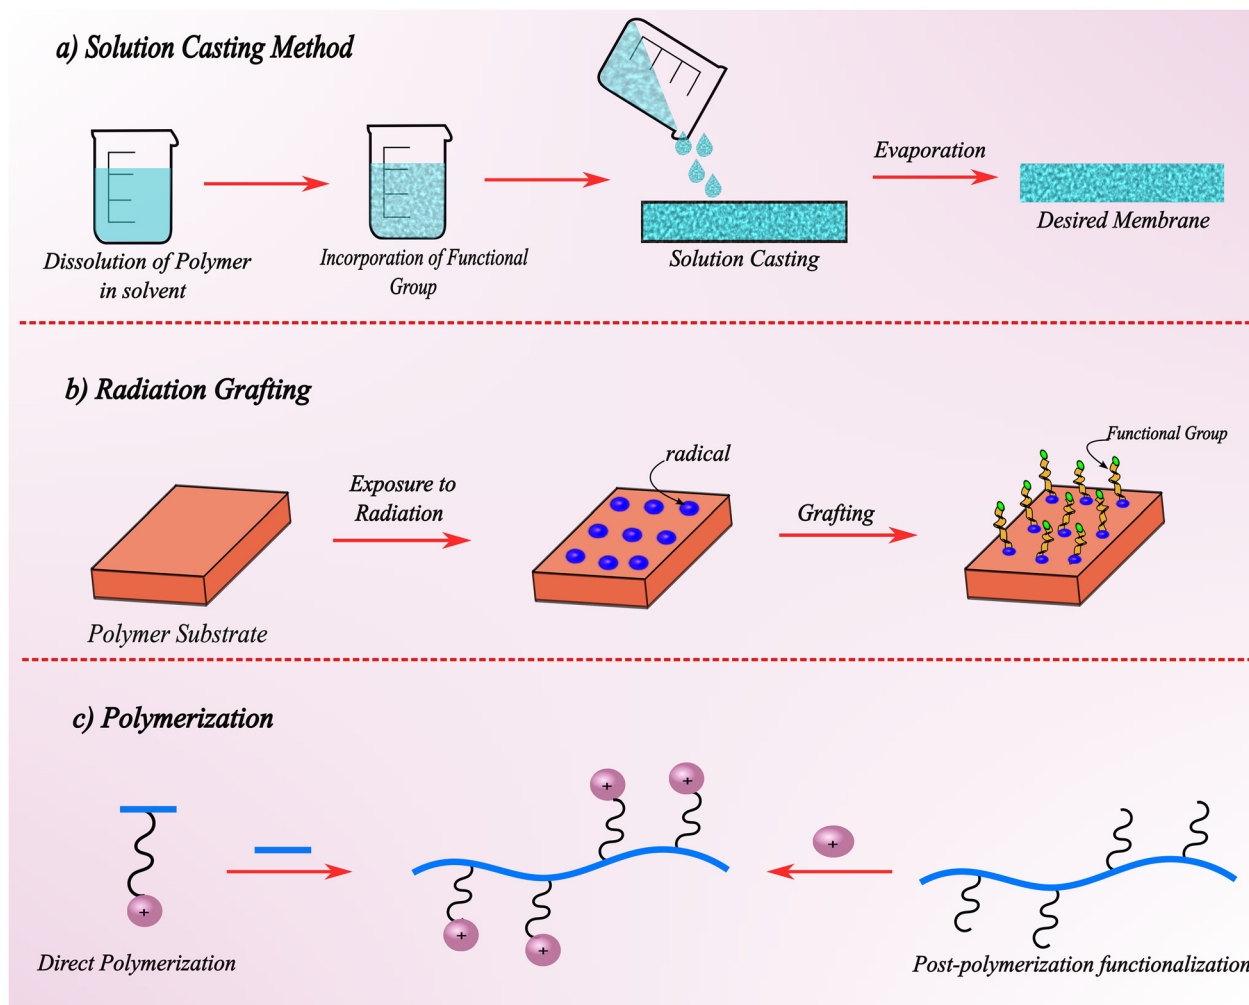 a) Solution Casting Method
Evaporation
Dissolution of Polymer
in solvent
Incorporation of Functional
Group
Solution Casting
Desired Membrane
b) Radiation Grafting
Exposure to
Radiation
radical
Grafting
Functional Group
Polymer Substrate
c) Polymerization
+
+
+
+
+
+
Direct Polymerization
Post-polymerization functionalization